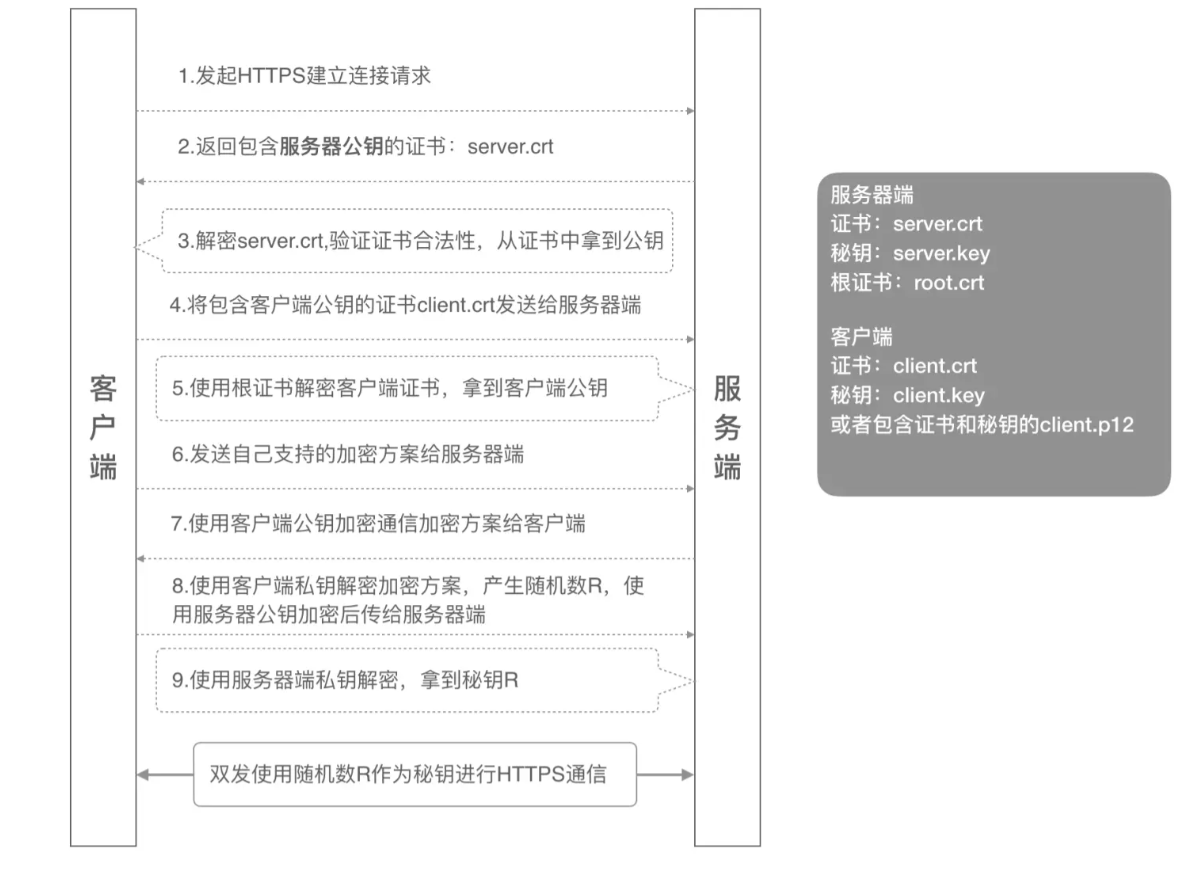 1.发起HTTPS建立连接请求
2.返回包含服务器公钥的证书：server.crt
3.解密server.crt,验证证书合法性，从证书中拿到公钥
4.将包含客户端公钥的证书client.crt发送给服务器端
5.使用根证书解密客户端证书，拿到客户端公钥
6.发送自己支持的加密方案给服务器端
7.使用客户端公钥加密通信加密方案给客户端
8.使用客户端私钥解密加密方案，产生随机数R，使
用服务器公钥加密后传给服务器端
9.使用服务器端私钥解密，拿到秘钥R
双发使用随机数R作为秘钥进行HTTPS通信
客
户
端
服
务
端
服务器端
证书：server.crt
秘钥：server.key
根证书：root.crt
客户端
证书：client.crt
秘钥：client.key
或者包含证书和秘钥的client.p12